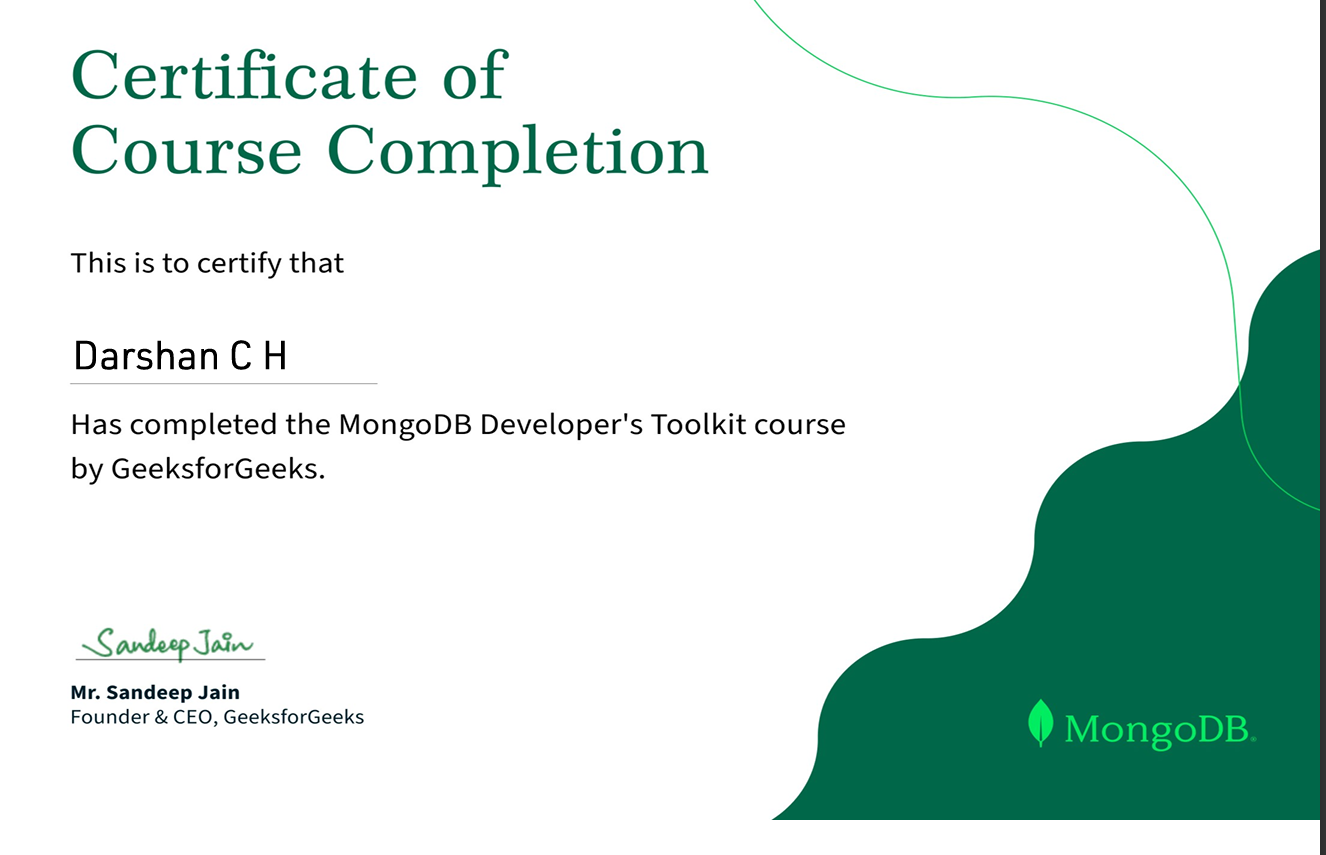 Certificate of
Course Completion
This is to certify that
Darshan C H
Has completed the MongoDB Developer's Toolkit course
by GeeksforGeeks.
Sandeep Jain
Mr. Sandeep Jain
Founder & CEO, GeeksforGeeks
MongoDB®